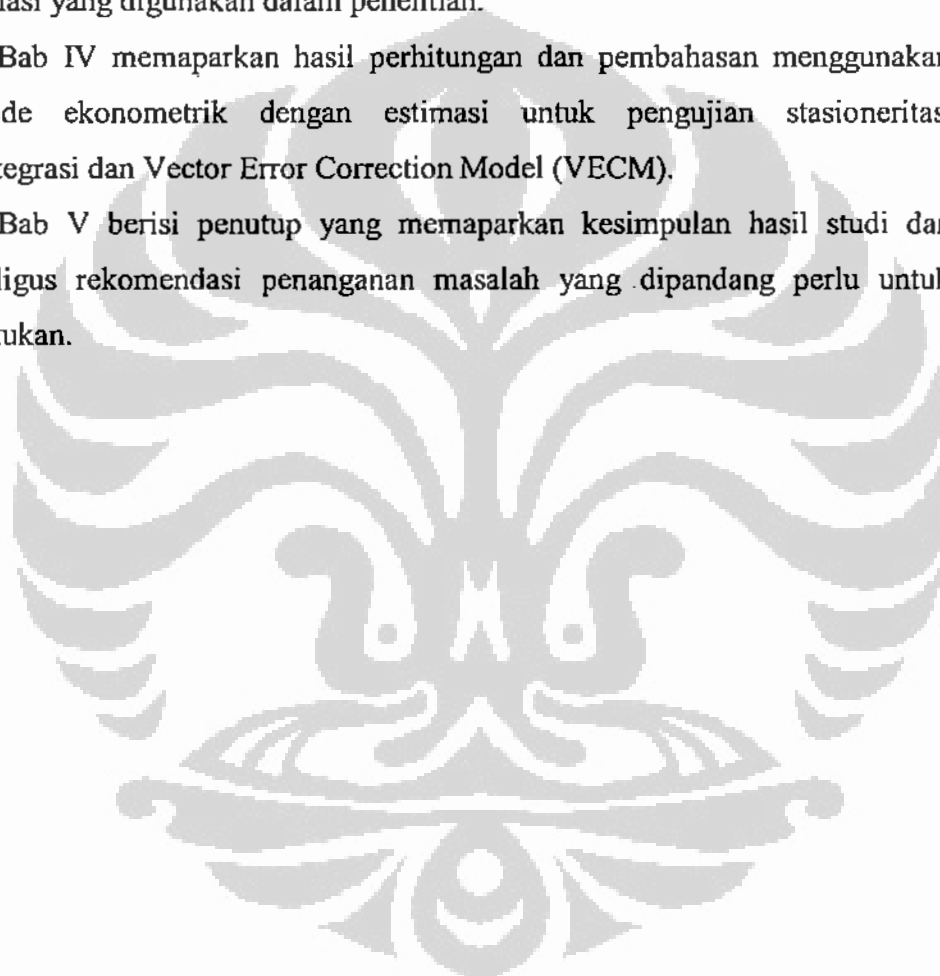 iasi yang digunakan dalam penelitian.
Bab IV memaparkan hasil perhitungan dan pembahasan menggunakan
de ekonometrik dengan estimasi untuk pengujian stasioneritas
tegrasi dan Vector Error Correction Model (VECM).
Bab V berisi penutup yang memaparkan kesimpulan hasil studi dan
ligus rekomendasi penanganan masalah yang dipandang perlu untuk
tukan.